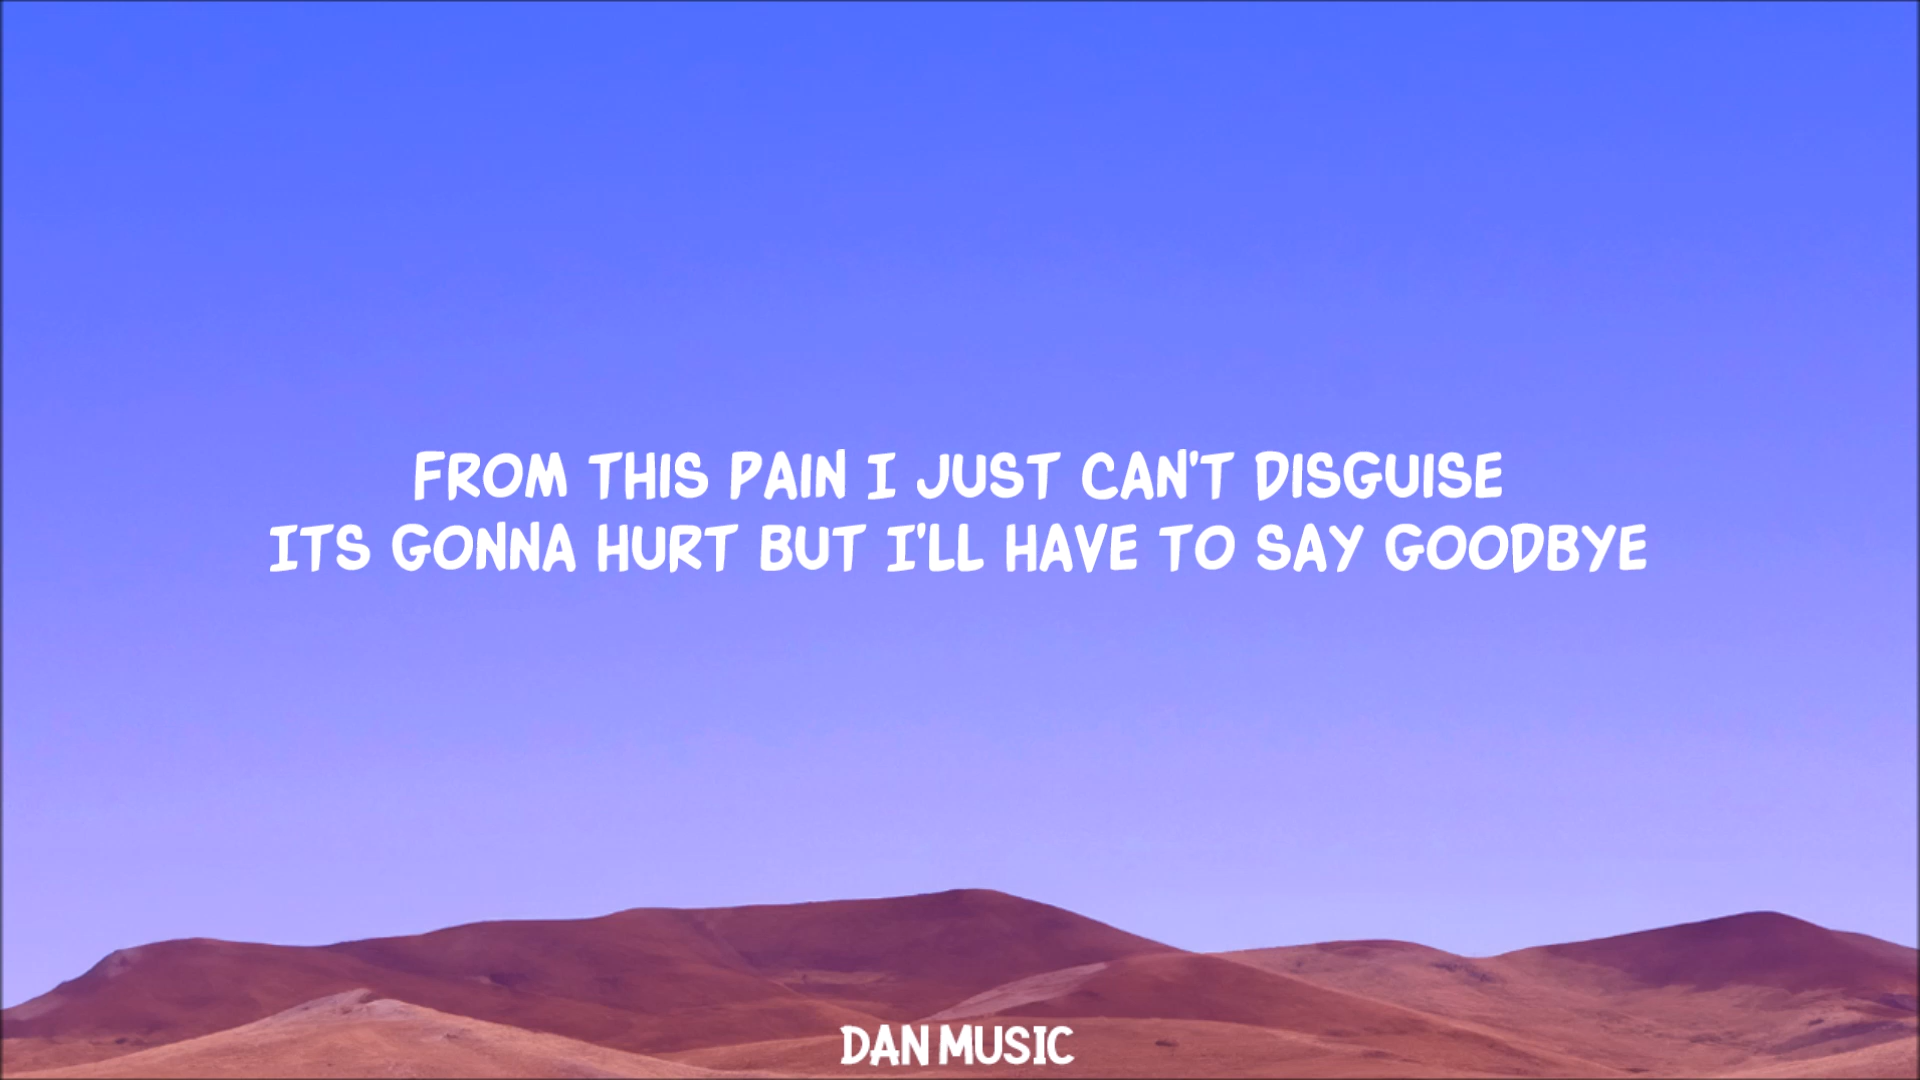 FROM THIS PAIN I JUST CAN'T DISGUISE
ITS GONNA HURT BUT I'LL HAVE TO SAY GOODBYE
DAN MUSIC